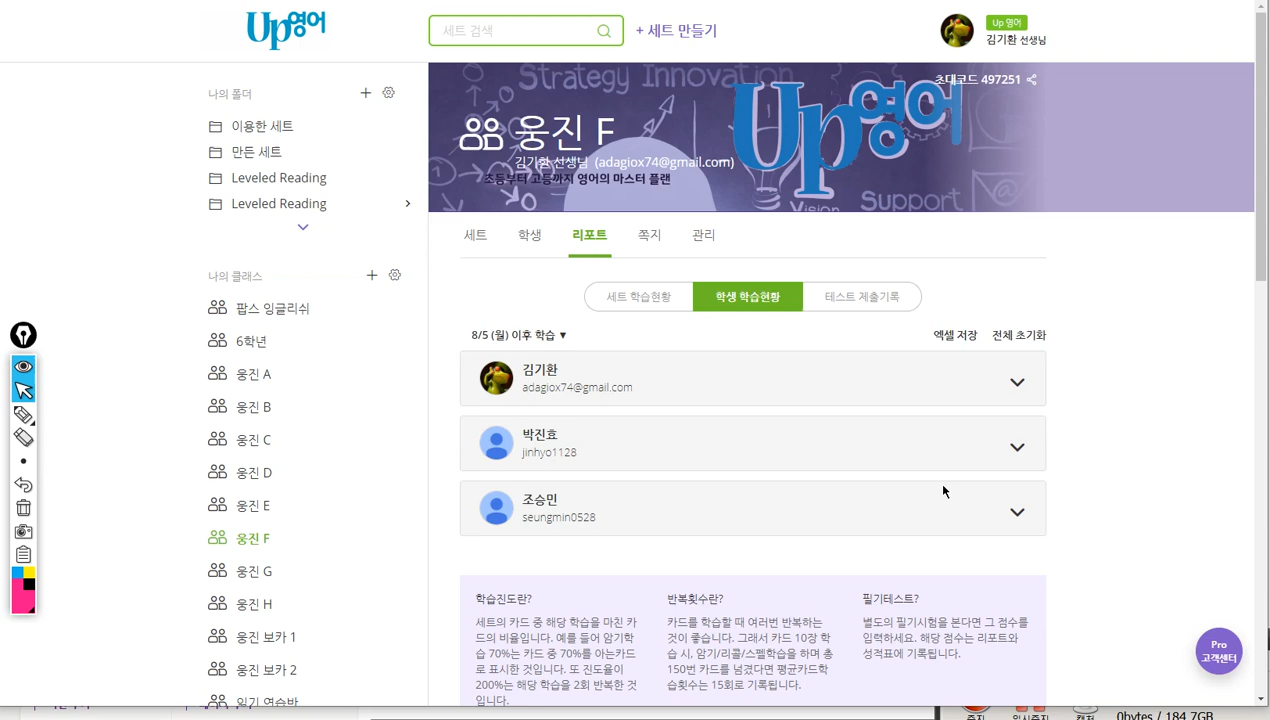 Up영어
세트 검색
+ 세트 만들기
Up 영어
김기환 선생님
나의 폴더
이용한 세트
만든 세트
Leveled Reading
Leveled Reading
나의 클래스
팝스 잉글리쉬
6학년
웅진 A
웅진 B
웅진 C
웅진 D
웅진 E
웅진 F
웅진 G
웅진 H
웅진 보카 1
웅진 보카 2
Strategy Innovation
초대코드 497251
웅진 F
김기환 선생님 (adagiox74@gmail.com)
초등부터 고등까지 영어의 마스터 플랜
Up영어
Vision
Support
세트
학생
리포트
쪽지
관리
세트 학습현황
학생 학습현황
테스트 제출기록
8/5 (월) 이후 학습 ▼
엑셀 저장
전체 초기화
김기환
adagiox74@gmail.com
박진효
jinhyo1128
조승민
seungmin0528
학습진도란?
세트의 카드 중 해당 학습을 마친 카
드의 비율입니다. 예를 들어 암기학
습 70%는 카드 중 70%를 아는카드
로 표시한 것입니다. 또 진도율이
200%는 해당 학습을 2회 반복한 것
입니다.
반복횟수란?
카드를 학습할 때 여러번 반복하는
것이 좋습니다. 그래서 카드 10장 학
습 시, 암기/리콜/스펠학습을 하며 총
150번 카드를 넘겼다면 평균카드학
습횟수는 15회로 기록됩니다.
필기테스트?
별도의 필기시험을 본다면 그 점수를
입력하세요. 해당 점수는 리포트와
성적표에 기록됩니다.
Pro
고객센터
0bytes / 184.7GB